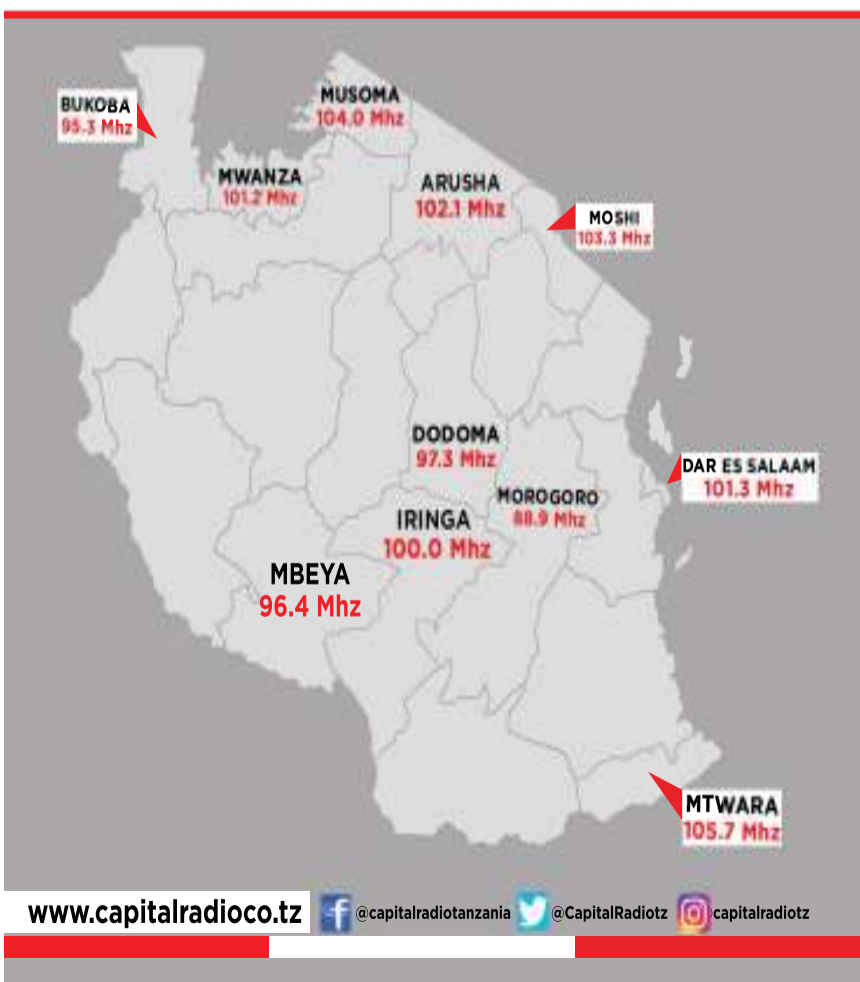 BUKOBA
95.3 Mhz
MUSOMA
104.0 Mhz
MWANZA
101.2 Mhz
ARUSHA
102.1 Mhz
MOSHI
103.3 Mhz
DODOMA
97.3 Mhz
DAR ES SALAAM
101.3 Mhz
MOROGORO
88.9 Mhz
IRINGA
100.0 Mhz
MBEYA
96.4 Mhz
MTWARA
105.7 Mhz
www.capitalradioco.tz @capitalradiotanzania @CapitalRadiotz capitalradiotz